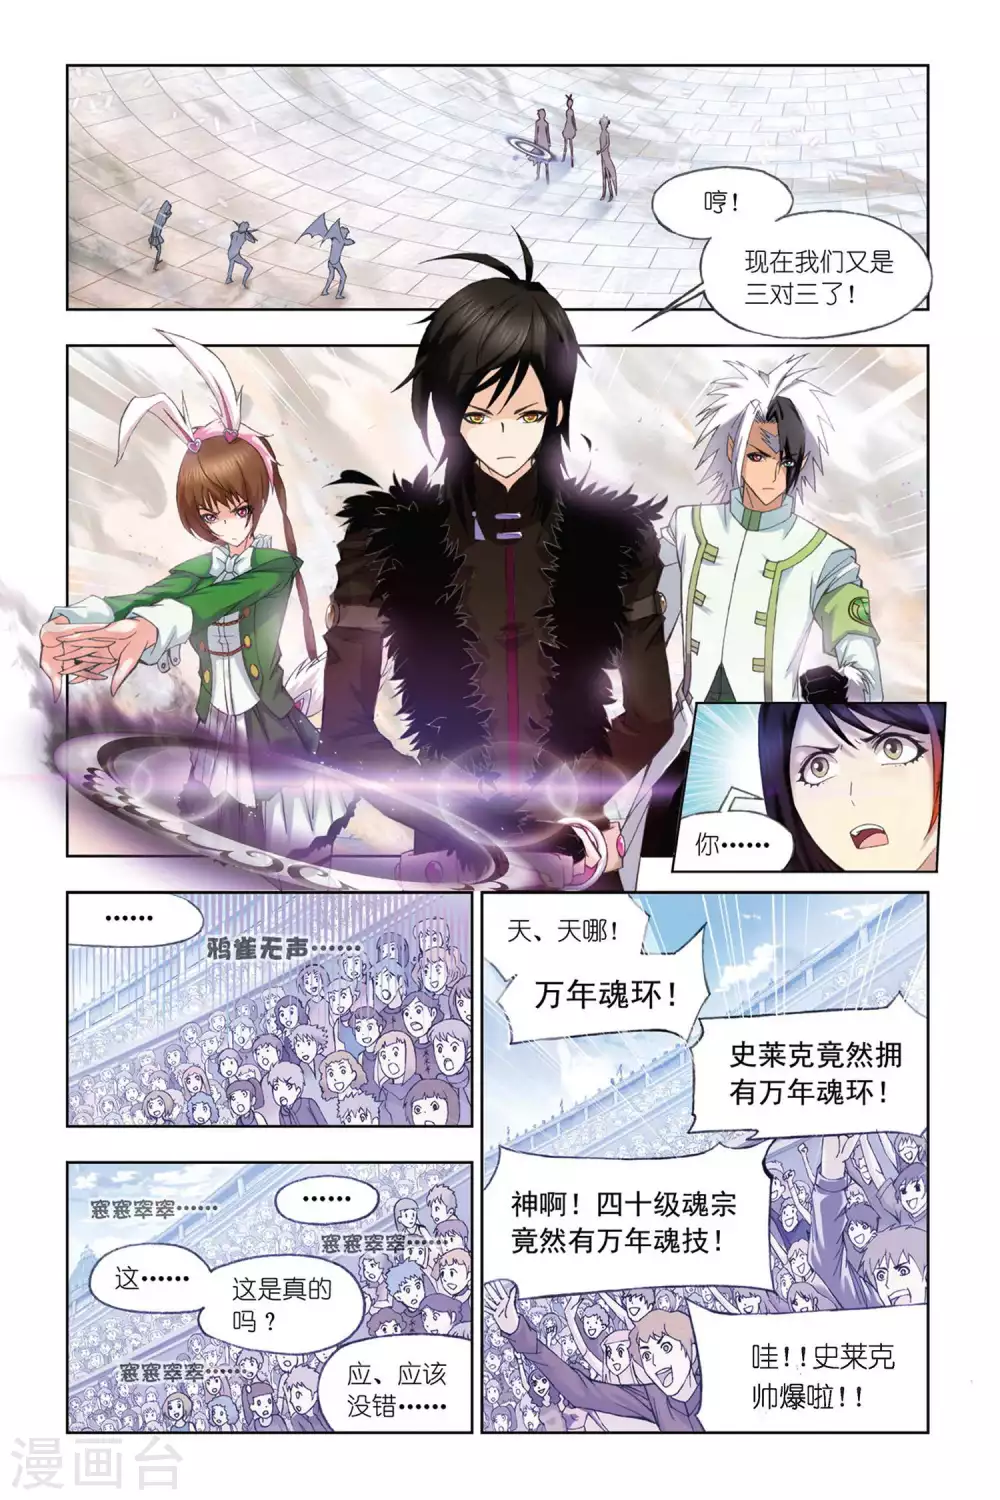 哼！
现在我们又是
三对三了！
你……
……
鸦雀无声……
天、天哪！
万年魂环！
史莱克竟然拥
有万年魂环！
窸窸窣窣……
……
窸窸窣窣……
这……
这是真的
吗？
窸窸窣窣……
应、应该
没错……
神啊！四十级魂宗
竟然有万年魂技！
哇！！史莱克
帅爆啦！！
漫画台